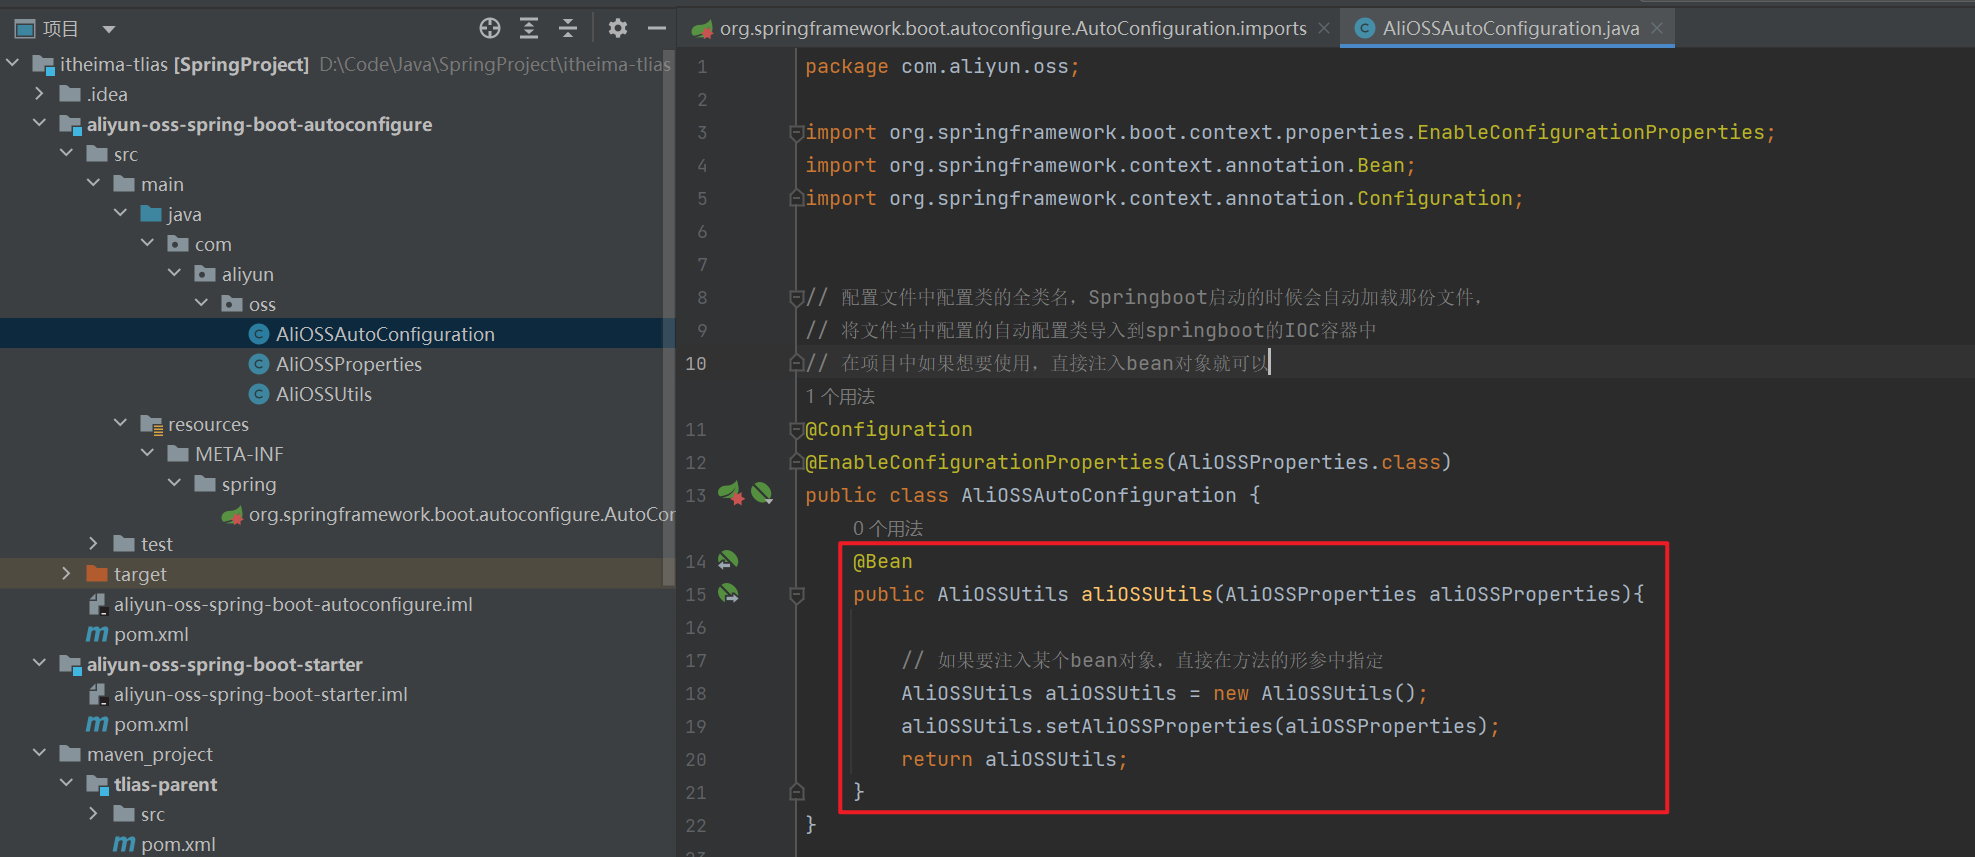 项目
itheima-tlias [SpringProject] D:\Code\Java\SpringProject\itheima-tlias
.idea
aliyun-oss-spring-boot-autoconfigure
src
main
java
com
aliyun
oss
AliOSSAutoConfiguration
AliOSSProperties
AliOSSUtils
resources
META-INF
spring
org.springframework.boot.autoconfigure.AutoCor
test
target
aliyun-oss-spring-boot-autoconfigure.iml
pom.xml
aliyun-oss-spring-boot-starter
aliyun-oss-spring-boot-starter.iml
pom.xml
maven_project
tlias-parent
src
pom.xml
org.springframework.boot.autoconfigure.AutoConfiguration.imports
AliOSSAutoConfiguration.java
1 package com.aliyun.oss;
2
3 import org.springframework.boot.context.properties.EnableConfigurationProperties;
4 import org.springframework.context.annotation.Bean;
5 import org.springframework.context.annotation.Configuration;
6
7
8 // 配置文件中配置类的全类名，Springboot启动的时候会自动加载那份文件，
9 // 将文件当中配置的自动配置类导入到springboot的IOC容器中
10 // 在项目中如果想要使用，直接注入bean对象就可以
1 个用法
11 @Configuration
12 @EnableConfigurationProperties(AliOSSProperties.class)
13 public class AliOSSAutoConfiguration {
0 个用法
14 @Bean
15 public AliOSSUtils aliOSSUtils(AliOSSProperties aliOSSProperties){
16
17 // 如果要注入某个bean对象，直接在方法的形参中指定
18 AliOSSUtils aliOSSUtils = new AliOSSUtils();
19 aliOSSUtils.setAliOSSProperties(aliOSSProperties);
20 return aliOSSUtils;
21 }
22 }